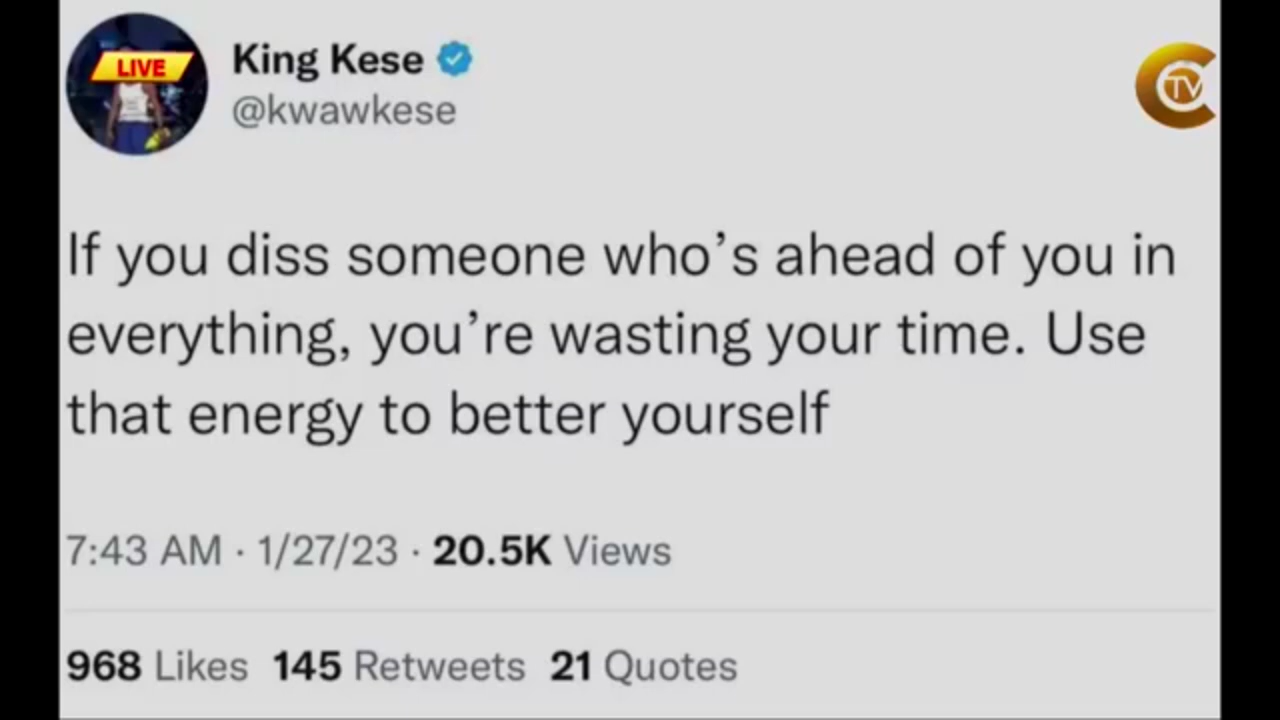 LIVE
King Kese
@kwawkese
CTV
If you diss someone who’s ahead of you in
everything, you’re wasting your time. Use
that energy to better yourself
7:43 AM · 1/27/23 · 20.5K Views
968 Likes 145 Retweets 21 Quotes